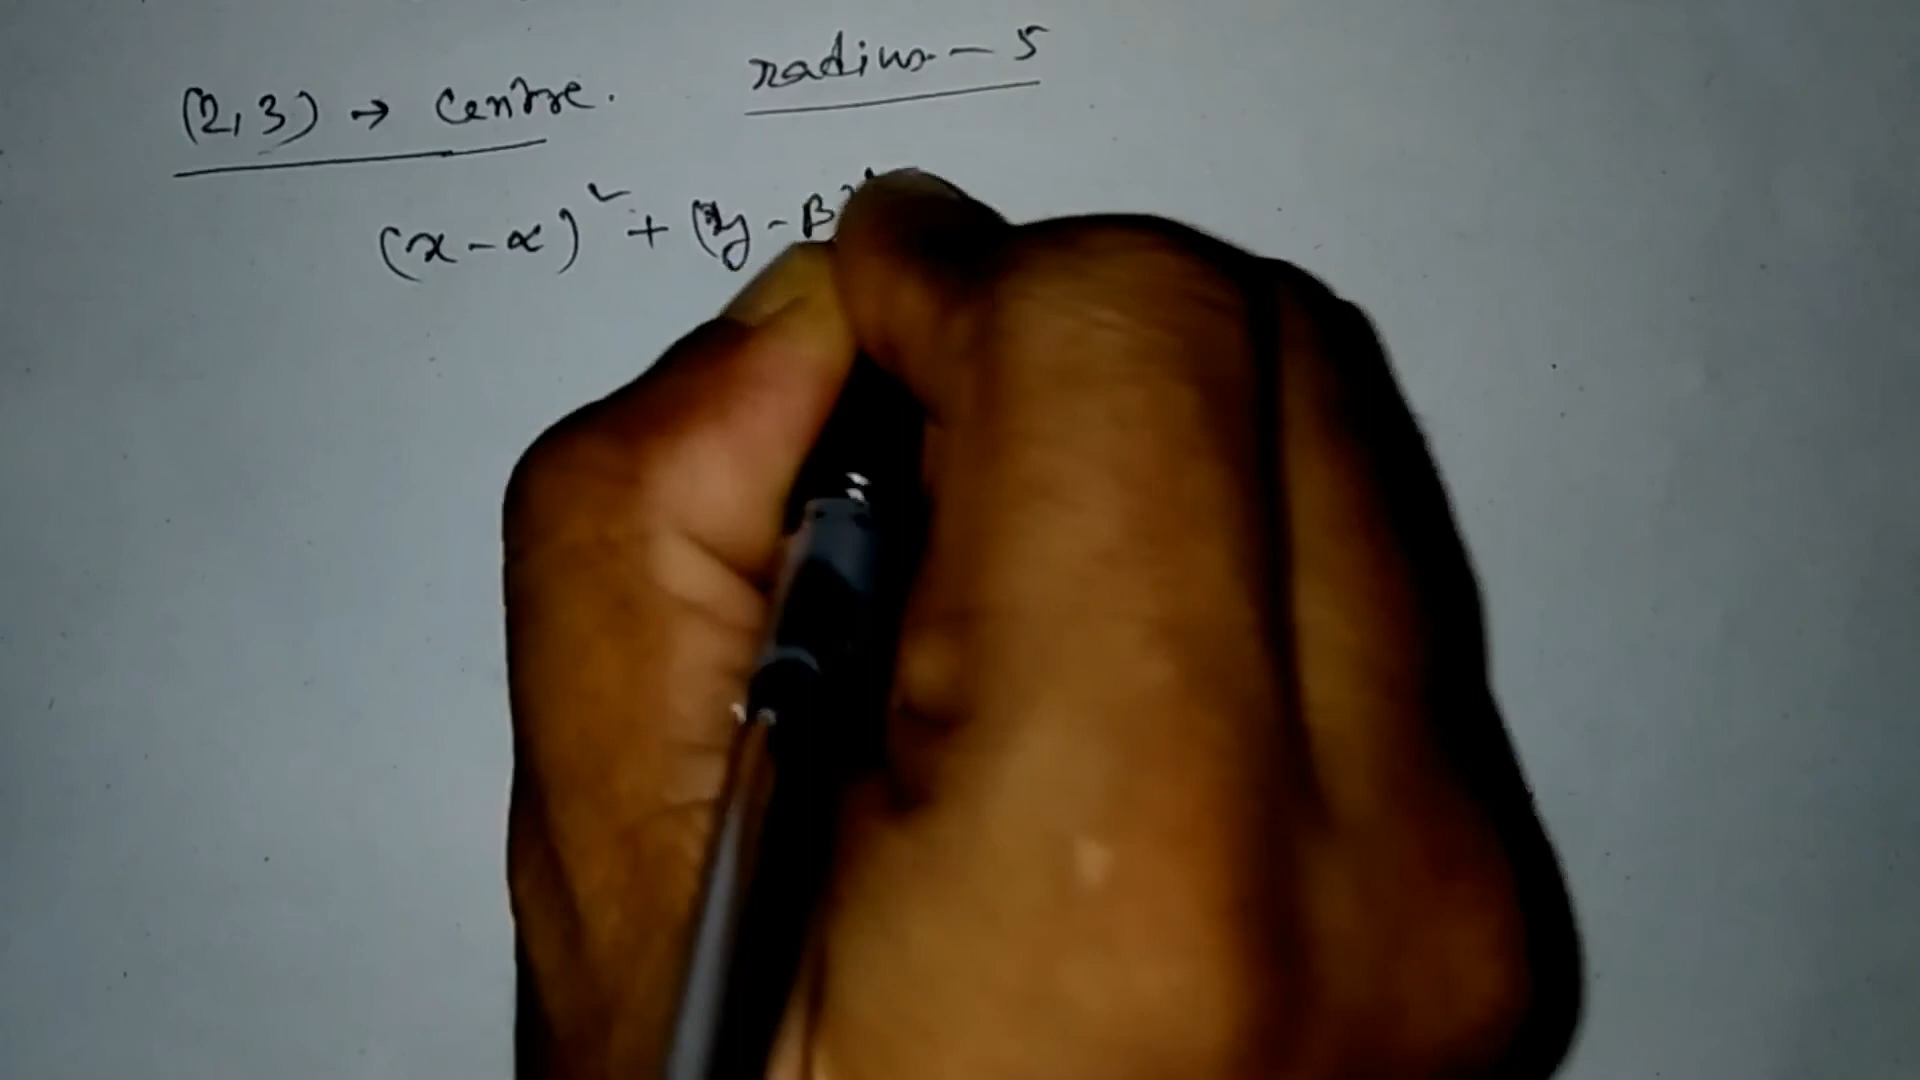 (2,3) → Centre. radius - 5
(x - α)² + (y - β